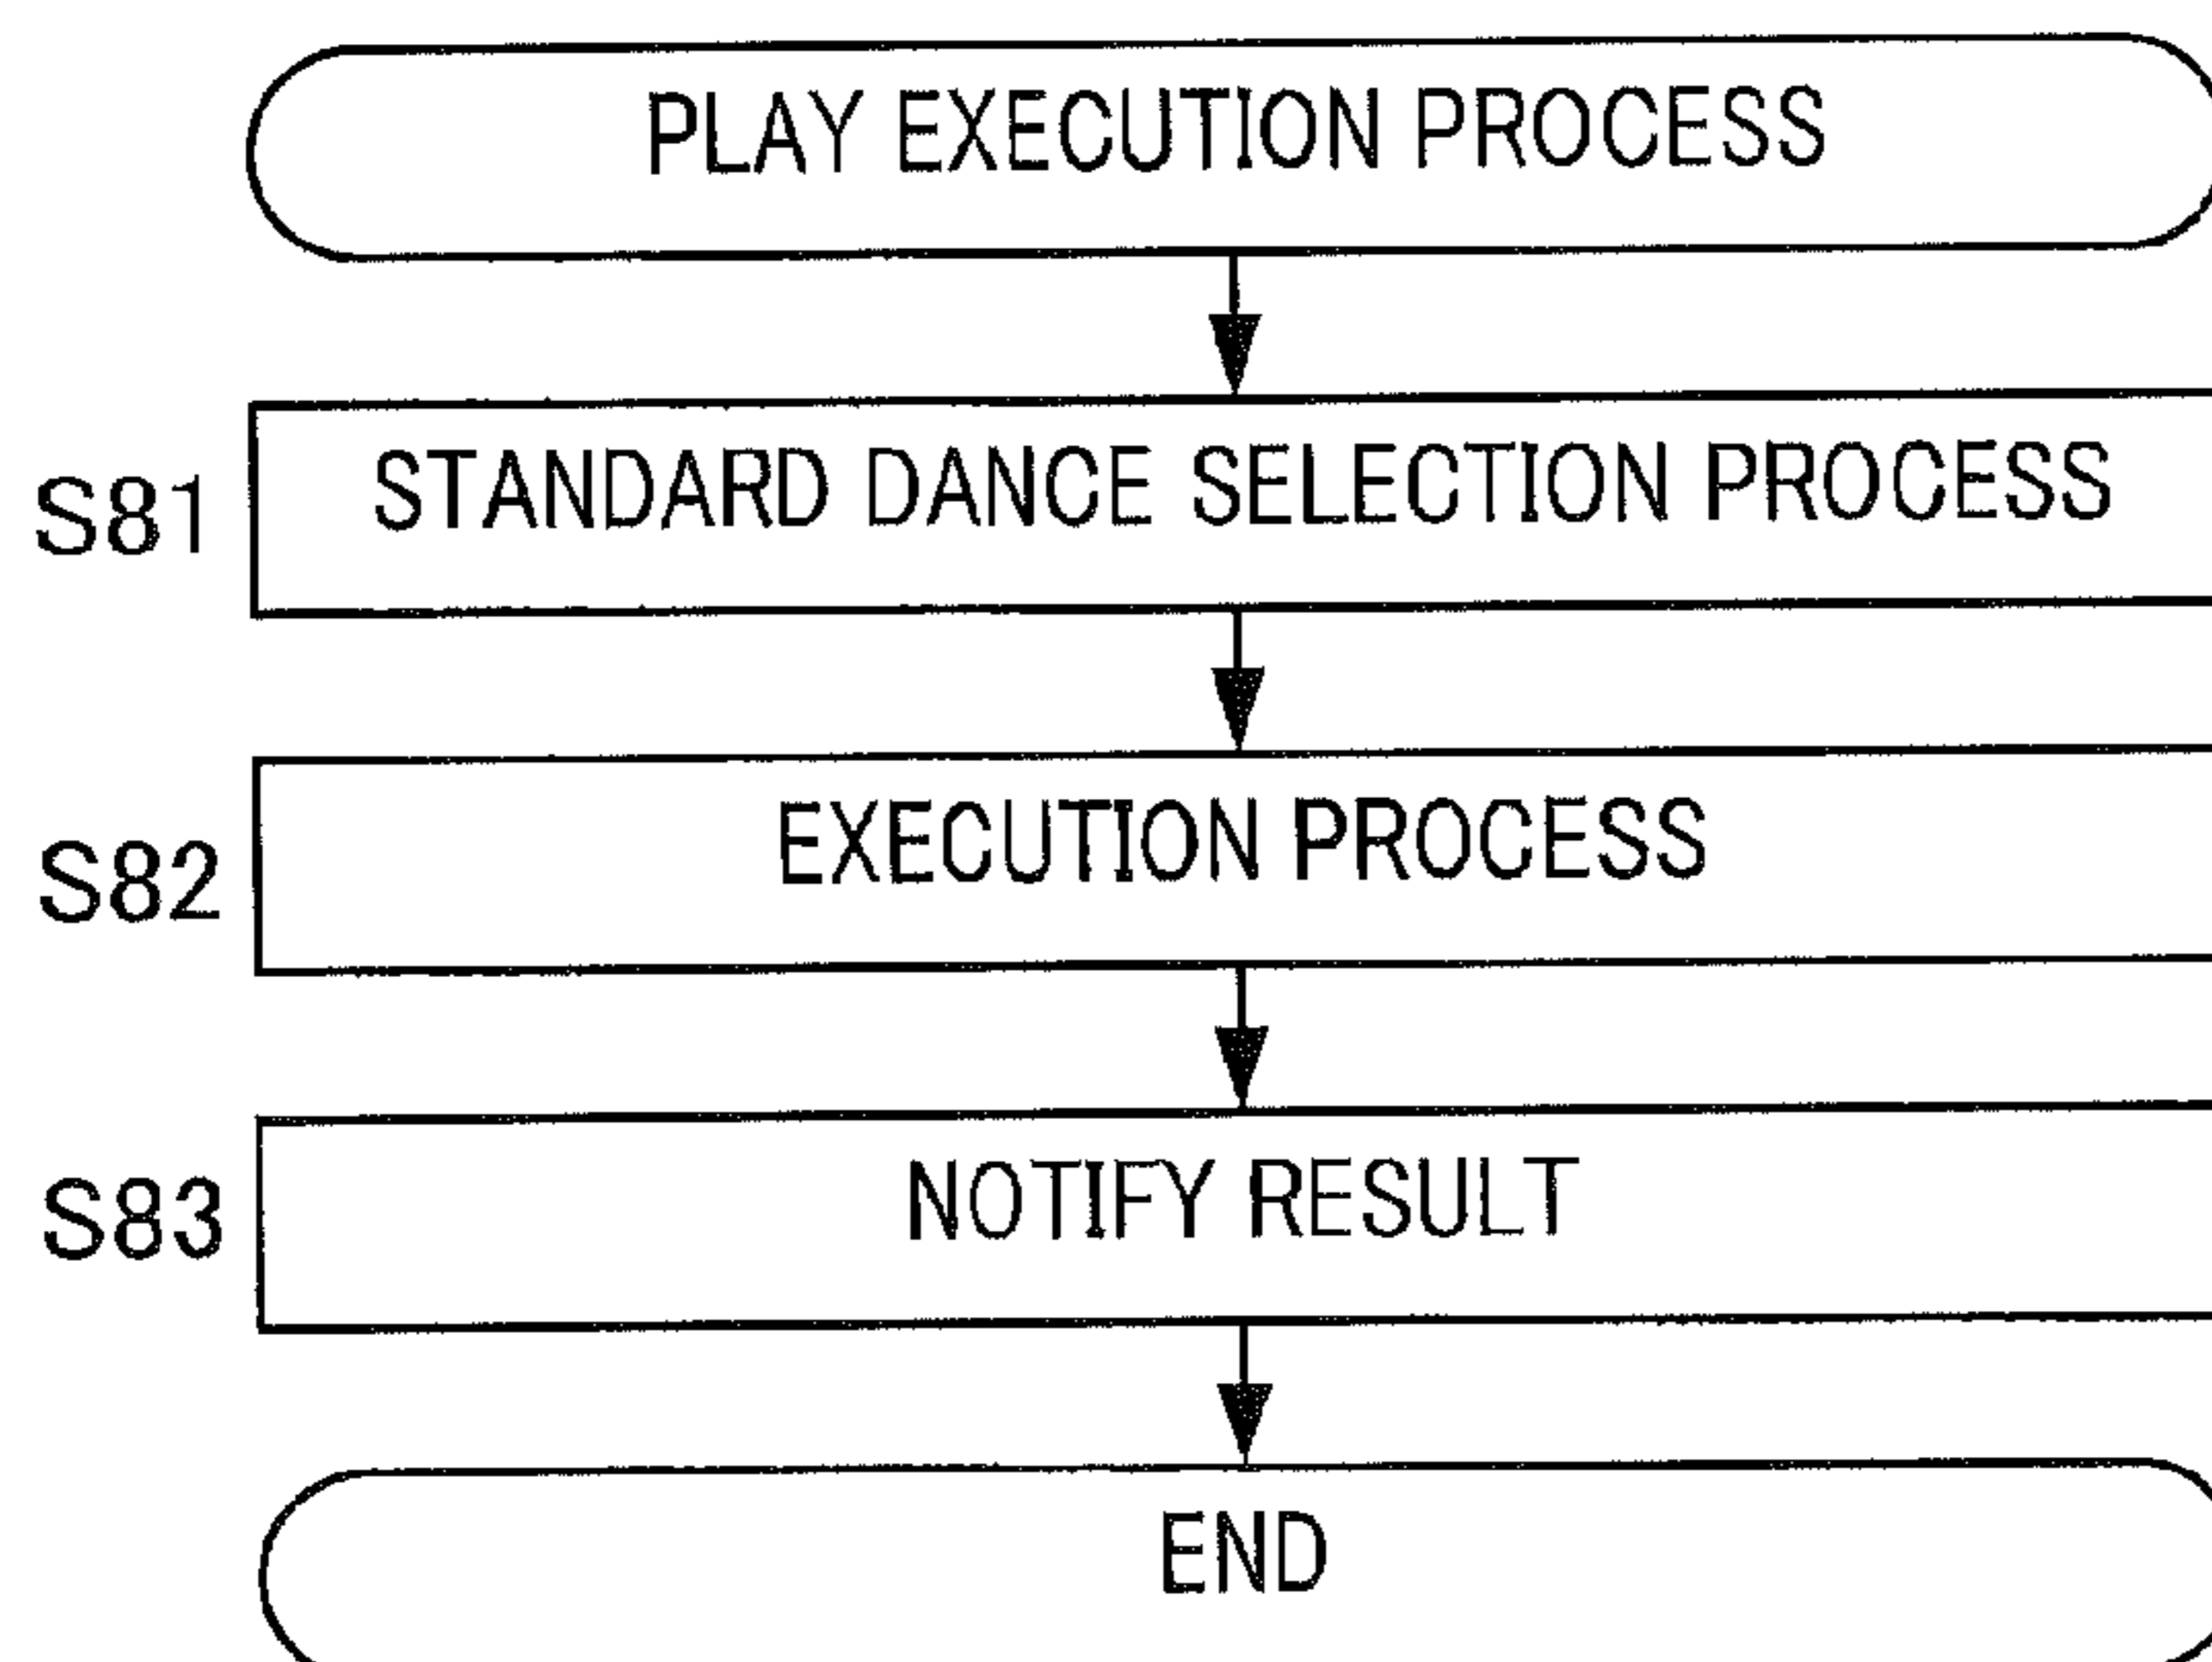 PLAY EXECUTION PROCESS
S81 STANDARD DANCE SELECTION PROCESS
S82 EXECUTION PROCESS
S83 NOTIFY RESULT
END